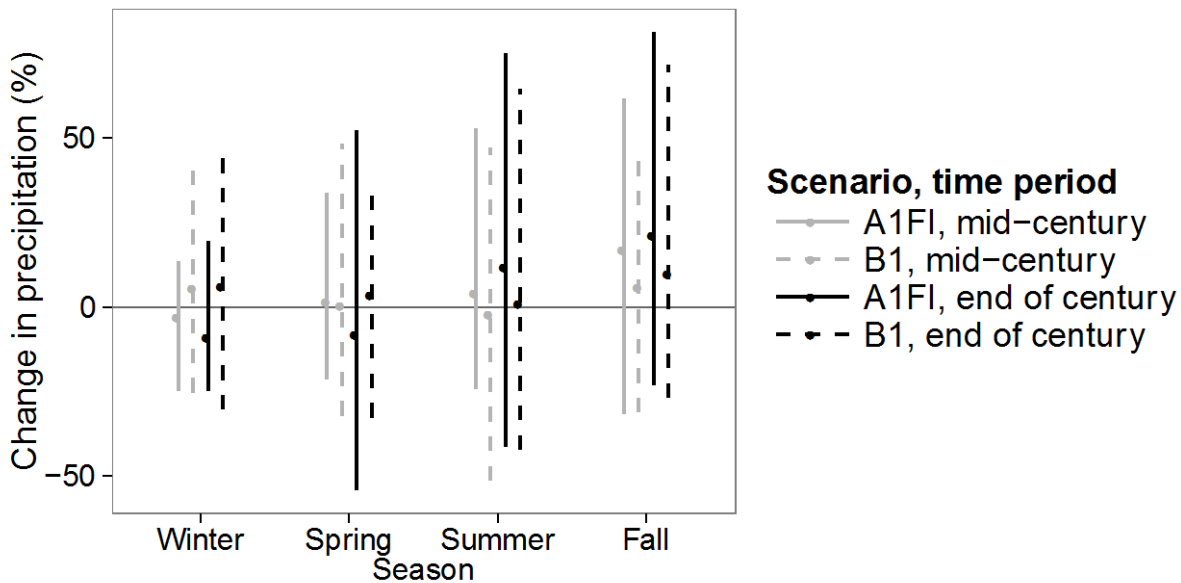 Change in precipitation (%)
50
0
−50
Winter Spring Summer Fall
Season
Scenario, time period
A1FI, mid−century
B1, mid−century
A1FI, end of century
B1, end of century